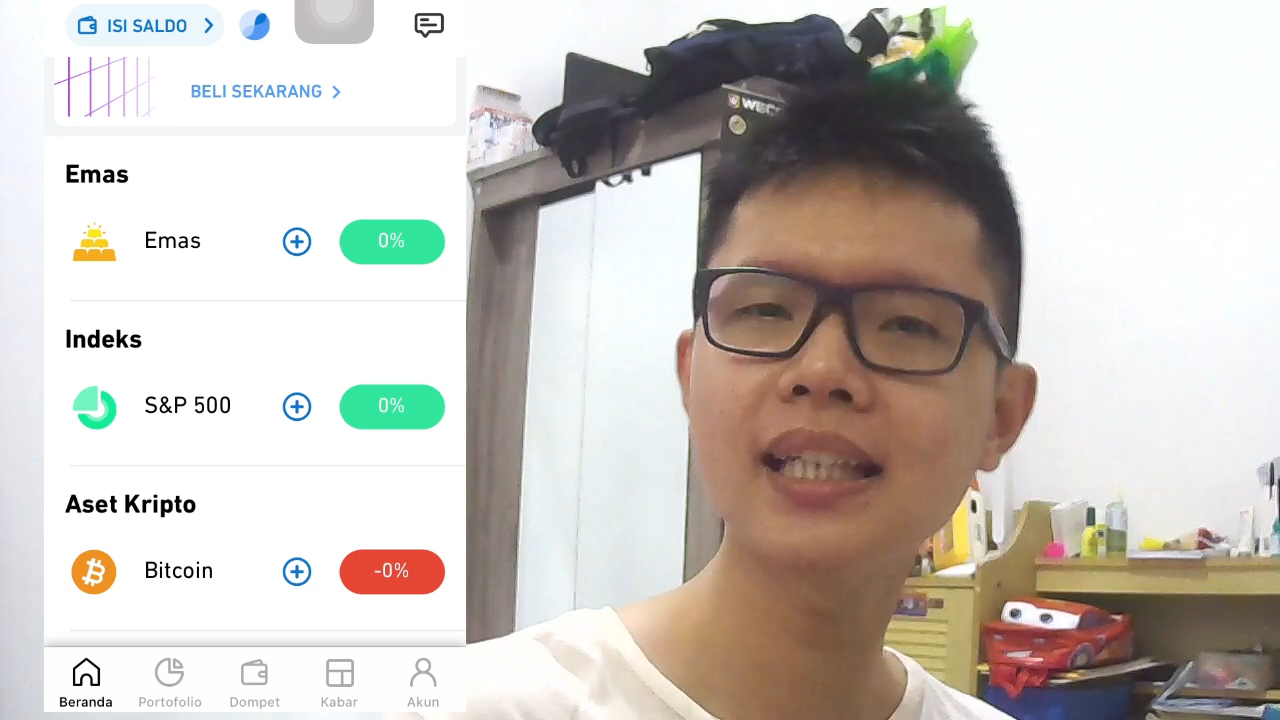 ISI SALDO
BELI SEKARANG
Emas
Emas
0%
Indeks
S&P 500
0%
Aset Kripto
Bitcoin
-0%
Beranda
Portofolio
Dompet
Kabar
Akun